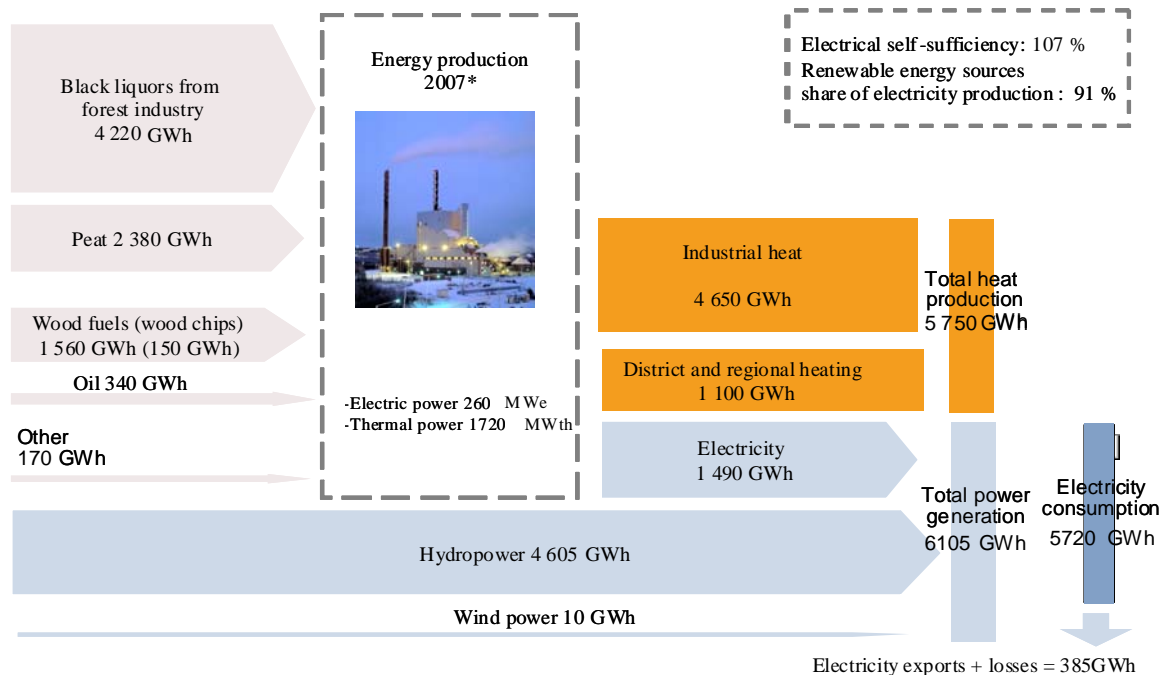 Black liquors from
forest industry
4 220 GWh
Peat 2 380 GWh
Wood fuels (wood chips)
1 560 GWh (150 GWh)
Oil 340 GWh
Other
170 GWh
Energy production
2007*
-Electric power 260 MWe
-Thermal power 1720 MWth
Electrical self-sufficiency: 107 %
Renewable energy sources
share of electricity production : 91 %
Industrial heat
4 650 GWh
District and regional heating
1 100 GWh
Total heat
production
5 750 GWh
Electricity
1 490 GWh
Hydropower 4 605 GWh
Wind power 10 GWh
Total power
generation
6105 GWh
Electricity
consumption
5720 GWh
Electricity exports + losses = 385GWh